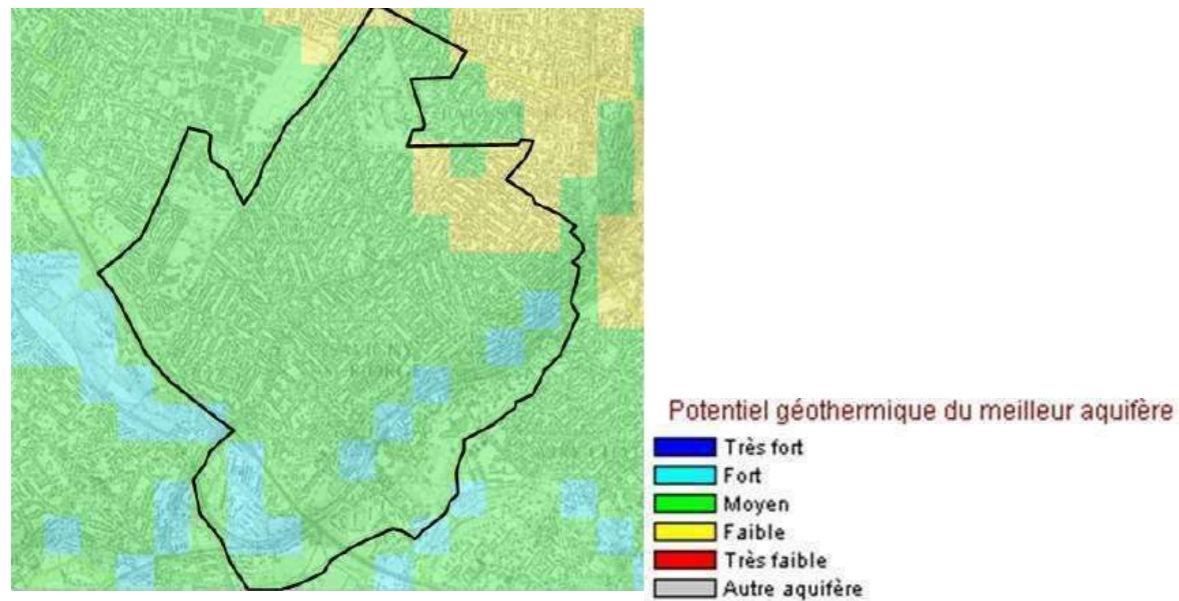 Potentiel géothermique du meilleur aquifère
Très fort
Fort
Moyen
Faible
Très faible
Autre aquifère